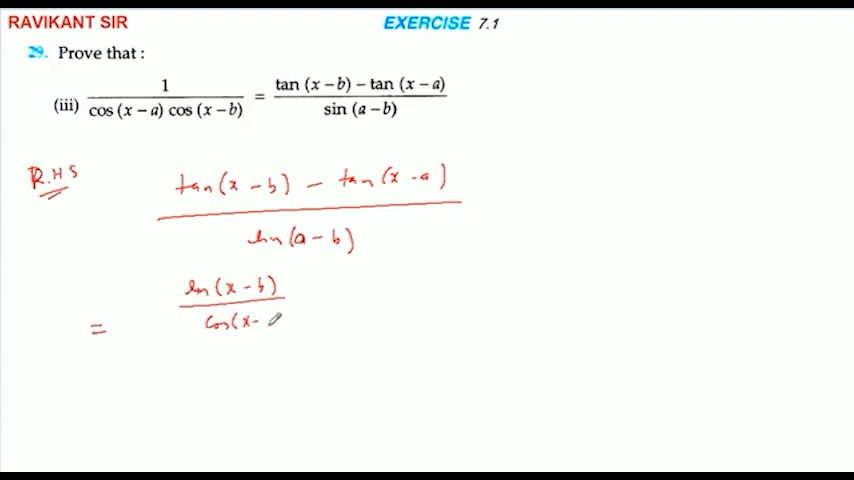 RAVIKANT SIR EXERCISE 7.1
29. Prove that :
(iii) 1 / cos (x – a) cos (x – b) = tan (x – b) – tan (x – a) / sin (a – b)
R.H.S
tan(x – b) – tan(x – a)
sin(a – b)
sin(x – b)
=
cos(x –